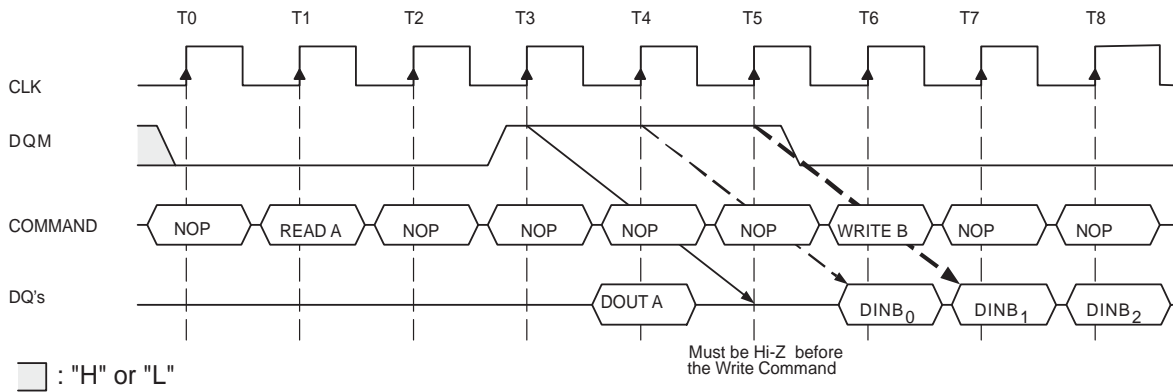 T0 T1 T2 T3 T4 T5 T6 T7 T8
CLK
DQM
COMMAND NOP READ A NOP NOP NOP NOP WRITE B NOP NOP
DQ's DOUT A DINB0 DINB1 DINB2
Must be Hi-Z before
the Write Command
: "H" or "L"